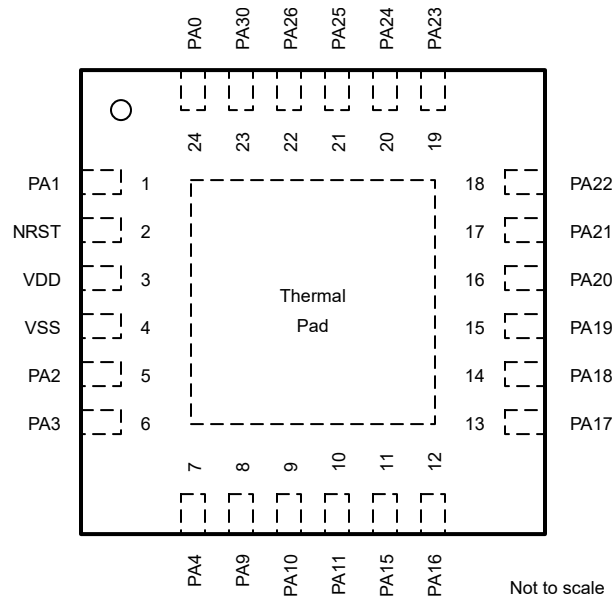 PA0 PA30 PA26 PA25 PA24 PA23
24 23 22 21 20 19
PA1 1 18 PA22
NRST 2 17 PA21
VDD 3 16 PA20
Thermal
Pad
VSS 4 15 PA19
PA2 5 14 PA18
PA3 6 13 PA17
7 8 9 10 11 12
PA4 PA9 PA10 PA11 PA15 PA16
Not to scale